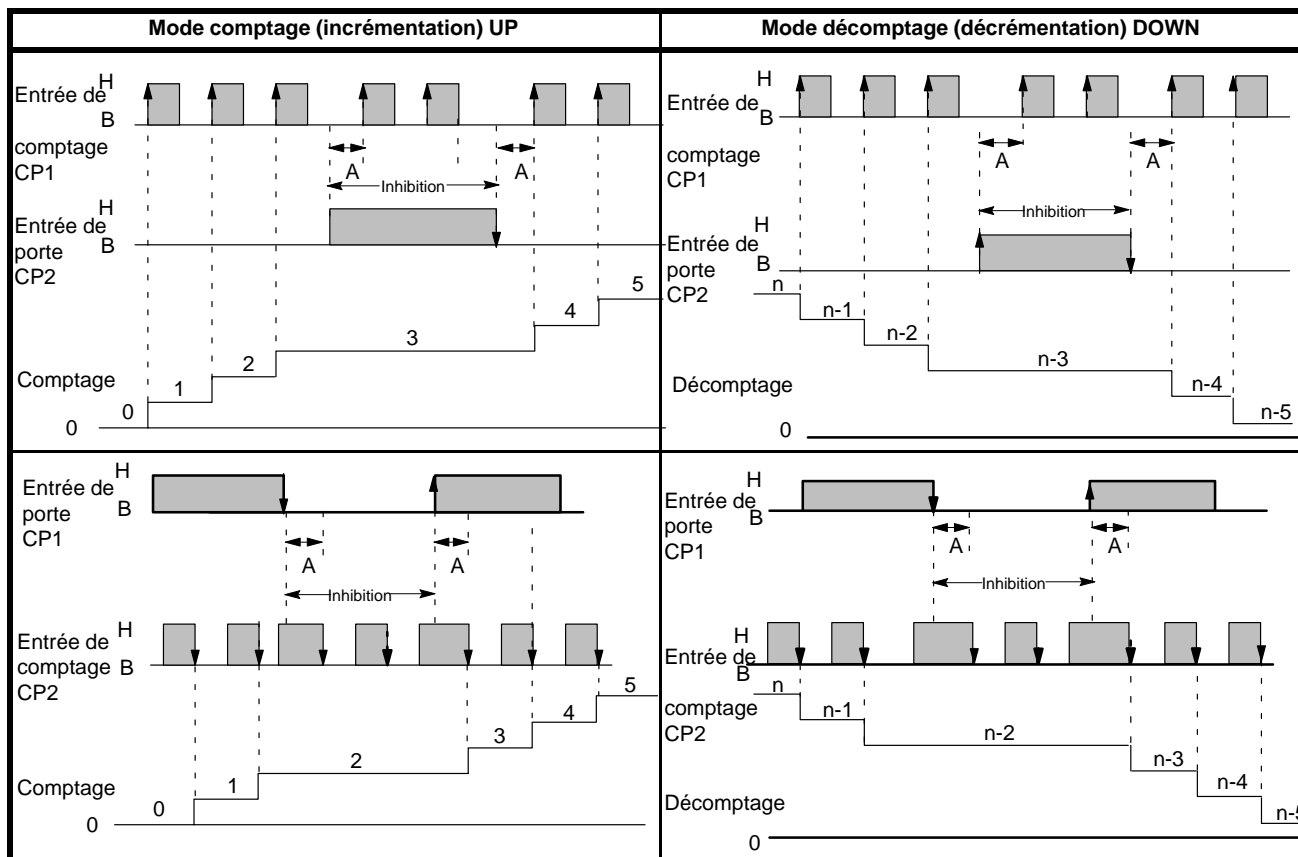 Mode comptage (incrémentation) UP
Mode décomptage (décrémentation) DOWN
H
Entrée de
B
comptage
CP1
A
A
Inhibition
H
Entrée de
B
porte
CP2
5
4
3
2
1
Comptage
0
0
H
Entrée de
B
comptage
CP1
A
A
Inhibition
H
Entrée de
porte
B
CP2
n
n-1
n-2
n-3
n-4
n-5
Décomptage
0
H
Entrée de
porte
B
CP1
A
A
Inhibition
H
Entrée de
comptage
B
CP2
5
4
3
2
1
Comptage
0
0
H
Entrée de
porte
B
CP1
A
A
Inhibition
H
Entrée de
B
n
comptage
CP2
n-1
n-2
n-3
n-4
n-5
Décomptage
0